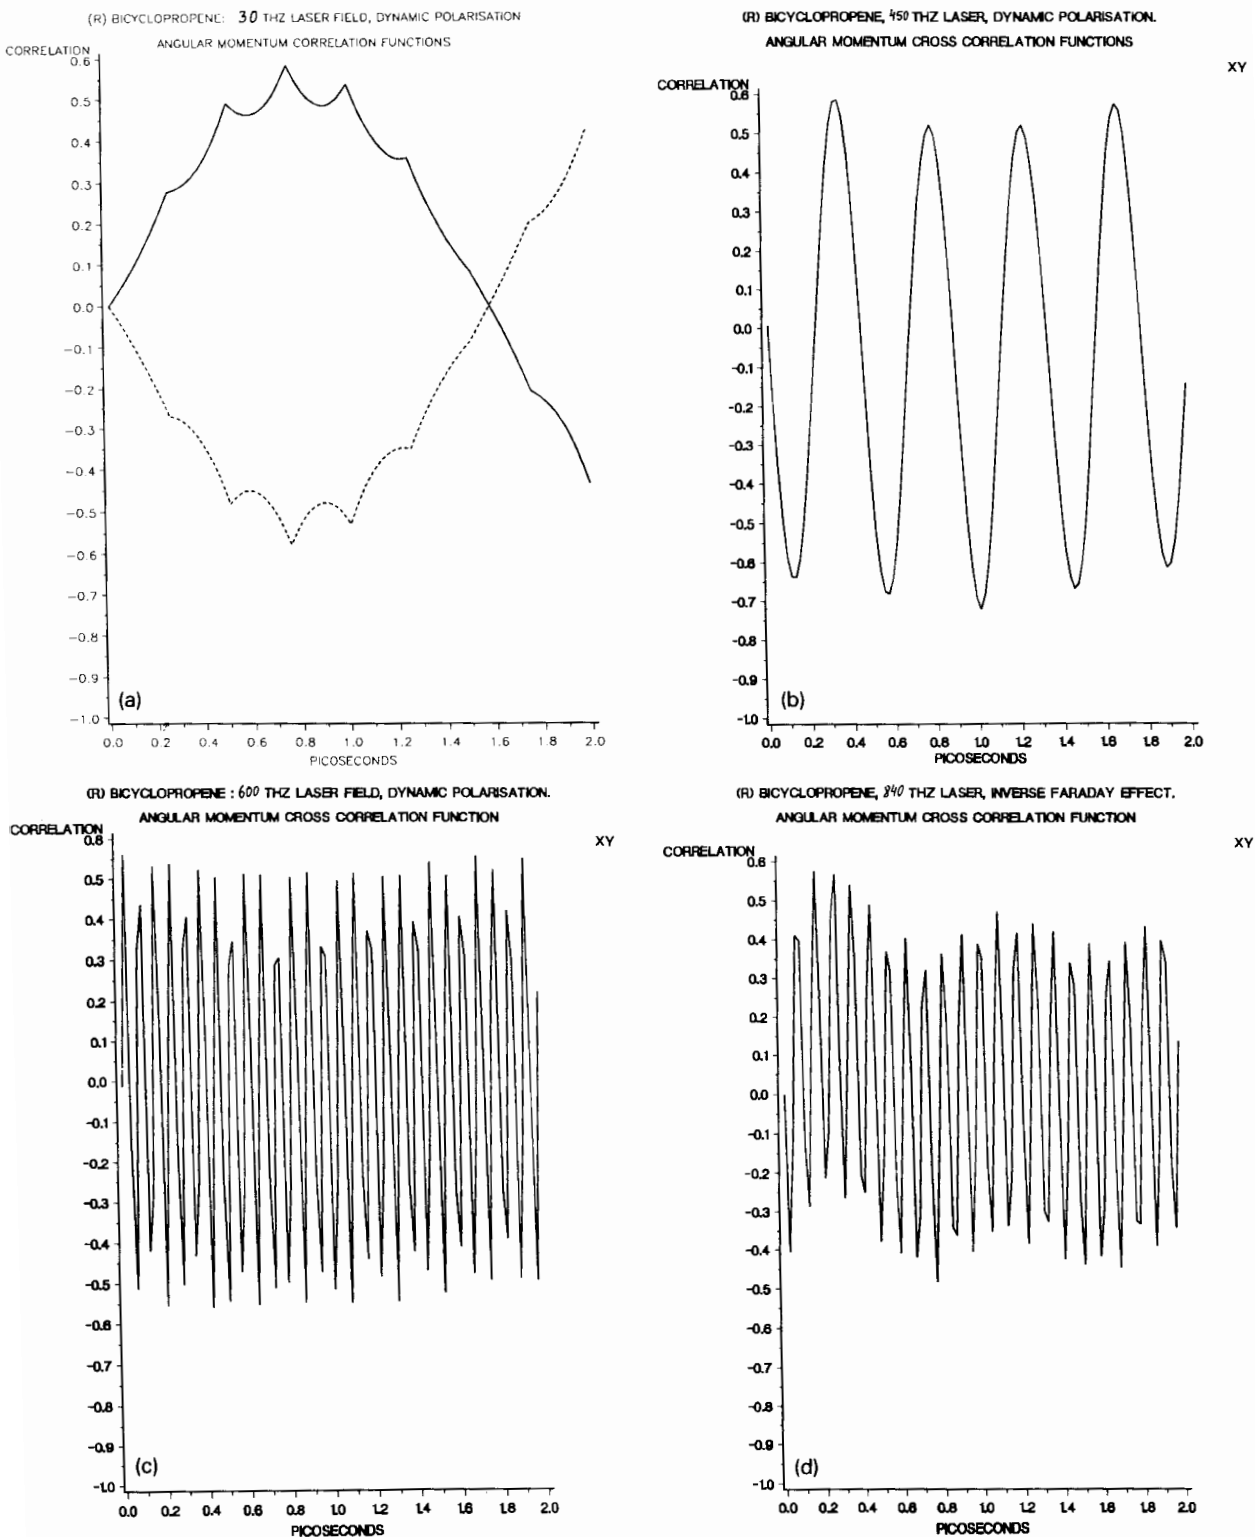 (R) BICYCLOPROPENE: 30 THZ LASER FIELD, DYNAMIC POLARISATION
ANGULAR MOMENTUM CORRELATION FUNCTIONS
CORRELATION
0.6
0.5
0.4
0.3
0.2
0.1
0.0
-0.1
-0.2
-0.3
-0.4
-0.5
-0.6
-0.7
-0.8
-0.9
-1.0
(a)
0.0 0.2 0.4 0.6 0.8 1.0 1.2 1.4 1.6 1.8 2.0
PICOSECONDS
(R) BICYCLOPROPENE, 450 THZ LASER, DYNAMIC POLARISATION.
ANGULAR MOMENTUM CROSS CORRELATION FUNCTIONS
XY
CORRELATION
0.6
0.5
0.4
0.3
0.2
0.1
0.0
-0.1
-0.2
-0.3
-0.4
-0.5
-0.6
-0.7
-0.8
-0.9
-1.0
(b)
0.0 0.2 0.4 0.6 0.8 1.0 1.2 1.4 1.6 1.8 2.0
PICOSECONDS
(R) BICYCLOPROPENE : 600 THZ LASER FIELD, DYNAMIC POLARISATION.
ANGULAR MOMENTUM CROSS CORRELATION FUNCTION
XY
CORRELATION
0.6
0.5
0.4
0.3
0.2
0.1
0.0
-0.1
-0.2
-0.3
-0.4
-0.5
-0.6
-0.7
-0.8
-0.9
-1.0
(c)
0.0 0.2 0.4 0.6 0.8 1.0 1.2 1.4 1.6 1.8 2.0
PICOSECONDS
(R) BICYCLOPROPENE, 840 THZ LASER, INVERSE FARADAY EFFECT.
ANGULAR MOMENTUM CROSS CORRELATION FUNCTION
XY
CORRELATION
0.6
0.5
0.4
0.3
0.2
0.1
0.0
-0.1
-0.2
-0.3
-0.4
-0.5
-0.6
-0.7
-0.8
-0.9
-1.0
(d)
0.0 0.2 0.4 0.6 0.8 1.0 1.2 1.4 1.6 1.8 2.0
PICOSECONDS